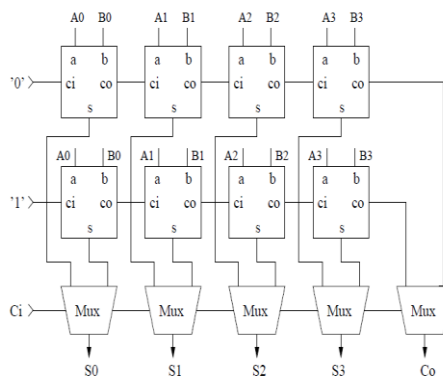 A0 B0 A1 B1 A2 B2 A3 B3
a b a b a b a b
'0' ci co ci co ci co ci co
s s s s
A0 B0 A1 B1 A2 B2 A3 B3
a b a b a b a b
'1' ci co ci co ci co ci co
s s s s
Ci Mux Mux Mux Mux Mux
S0 S1 S2 S3 Co